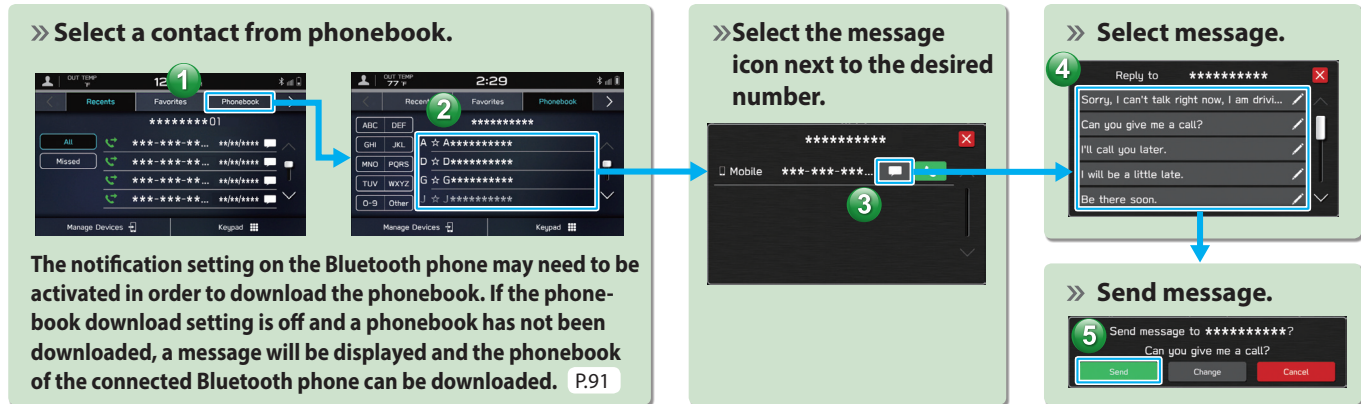 » Select a contact from phonebook.
OUT TEMP
°F
12
1
Recents
Favorites
Phonebook
********01
All
***-***-**... **/**/****
Missed
***-***-**... **/**/****
***-***-**... **/**/****
***-***-**... **/**/****
Manage Devices
Keypad
OUT TEMP
77 °F
2:29
Recent
Favorites
Phonebook
2
**********
ABC DEF
GHI JKL
MNO PQRS
TUV WXYZ
0-9 Other
A ☆ A**********
D ☆ D**********
G ☆ G**********
J ☆ J**********
Manage Devices
Keypad
The notification setting on the Bluetooth phone may need to be
activated in order to download the phonebook. If the phone-
book download setting is off and a phonebook has not been
downloaded, a message will be displayed and the phonebook
of the connected Bluetooth phone can be downloaded. P.91
» Select the message
icon next to the desired
number.
**********
Mobile ***-***-***...
3
» Select message.
4
Reply to **********
Sorry, I can't talk right now, I am drivi...
Can you give me a call?
I'll call you later.
I will be a little late.
Be there soon.
» Send message.
5
Send message to **********?
Can you give me a call?
Send Change Cancel